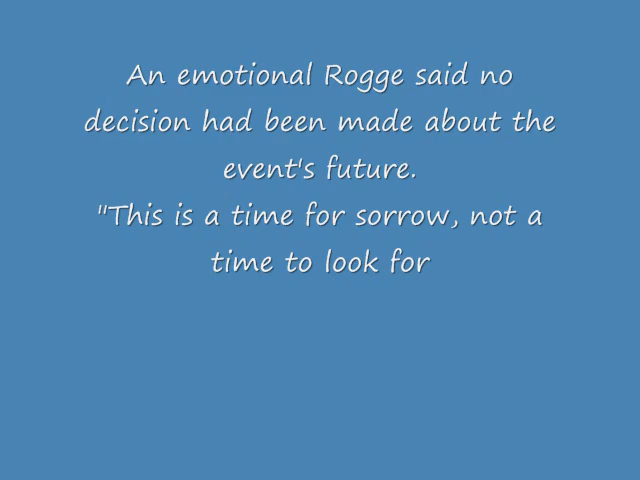 An emotional Rogge said no
decision had been made about the
event's future.
"This is a time for sorrow, not a
time to look for